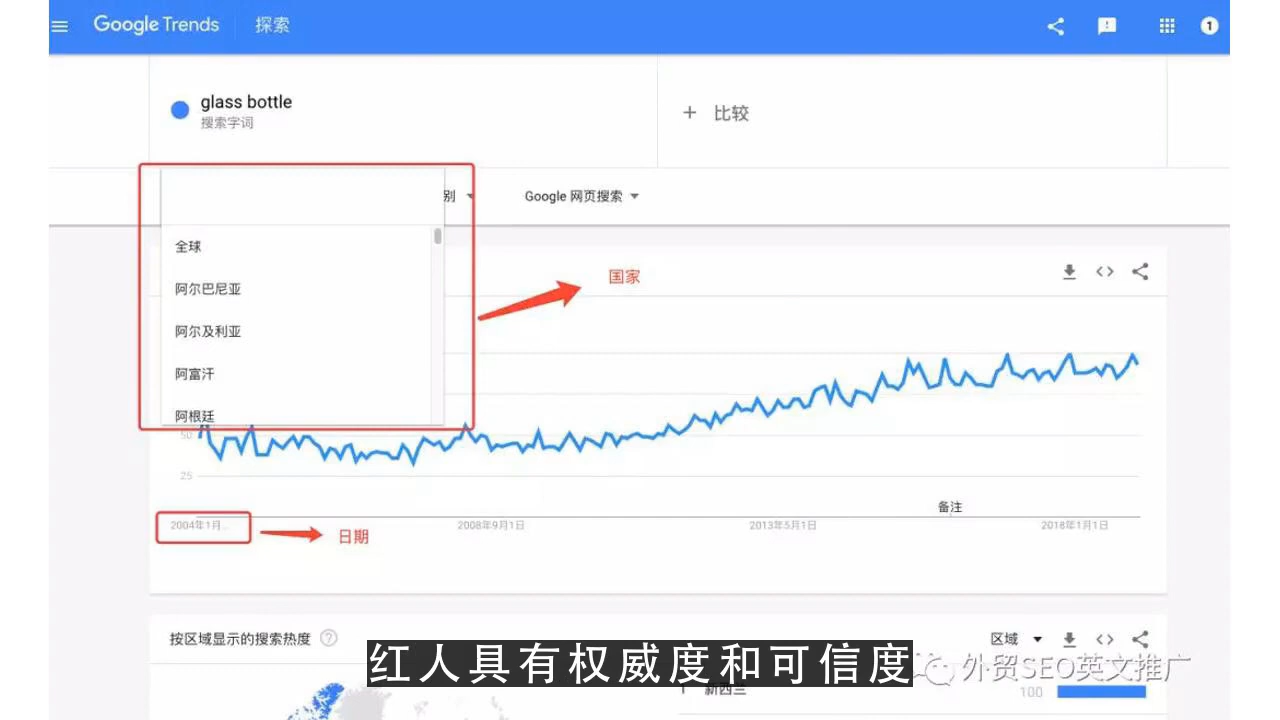 Google Trends 探索
1
glass bottle
搜索字词
比较
别
Google 网页搜索
全球
阿尔巴尼亚
阿尔及利亚
阿富汗
阿根廷
国家
50
25
备注
2004年1月…
2008年9月1日
2013年5月1日
2018年1月1日
日期
按区域显示的搜索热度
区域
红人具有权威度和可信度
外贸SEO英文推广
1 新西兰
100